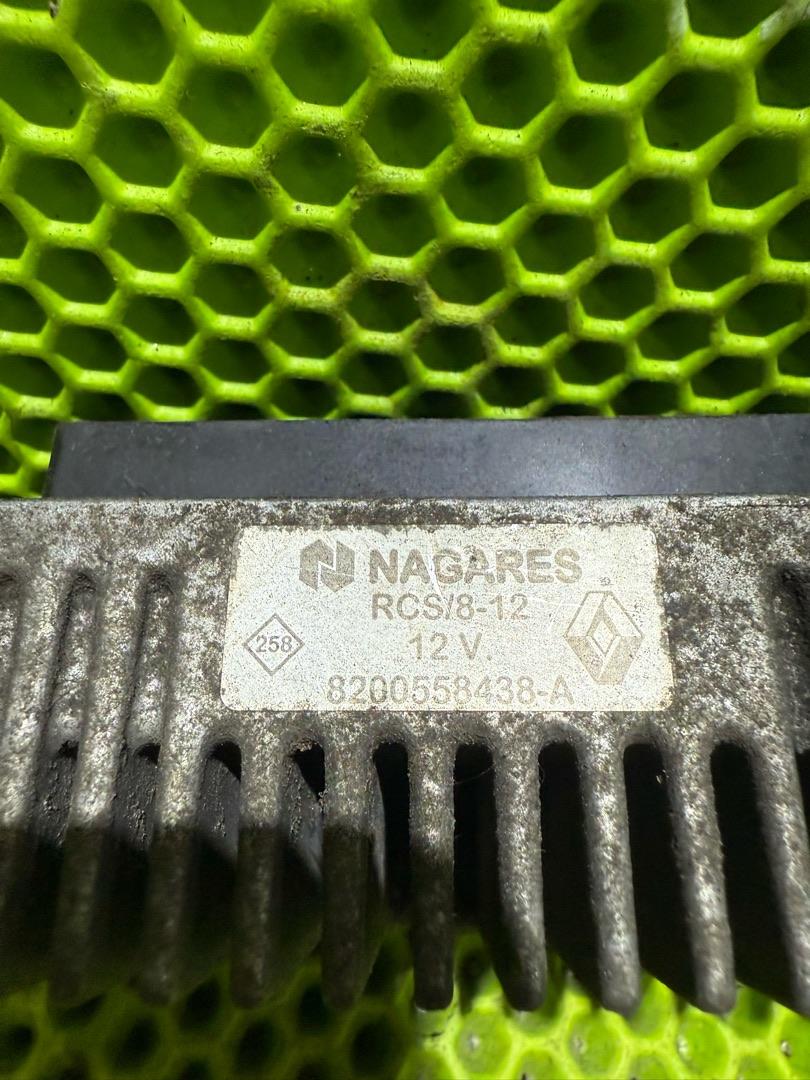 NAGARES
RCS/8-12
258
12 V.
8200558438-A